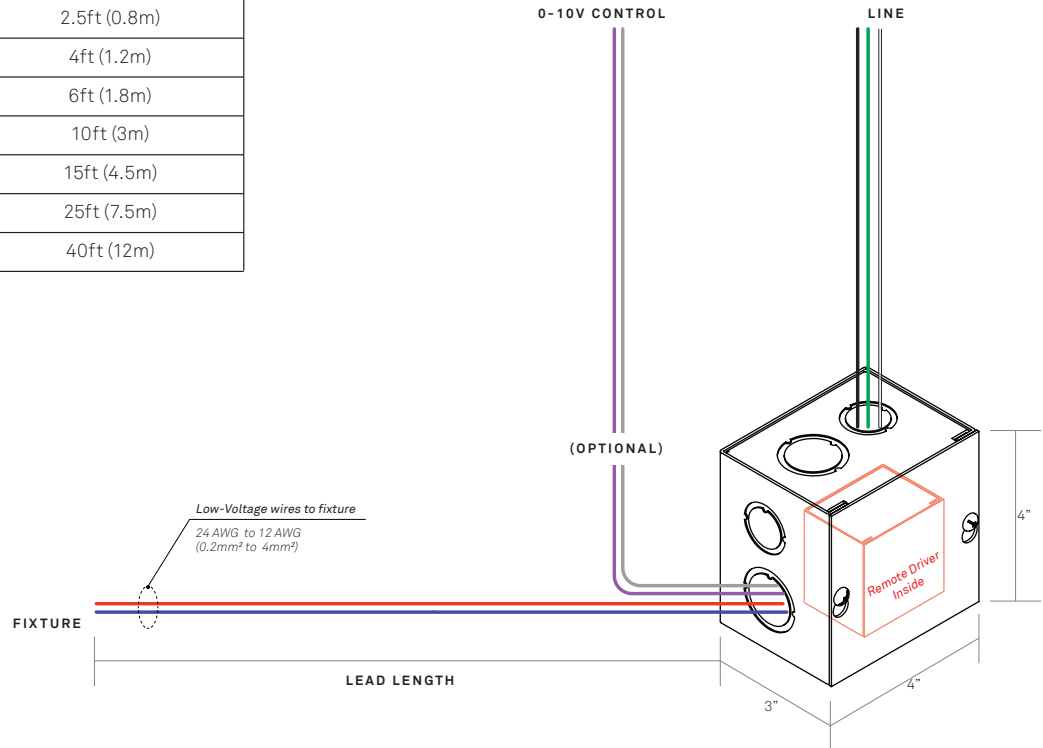 2.5ft (0.8m)
4ft (1.2m)
6ft (1.8m)
10ft (3m)
15ft (4.5m)
25ft (7.5m)
40ft (12m)
0-10V CONTROL
LINE
(OPTIONAL)
Low-Voltage wires to fixture
24 AWG to 12 AWG
(0.2mm² to 4mm²)
FIXTURE
LEAD LENGTH
Remote Driver
Inside
4"
4"
3"